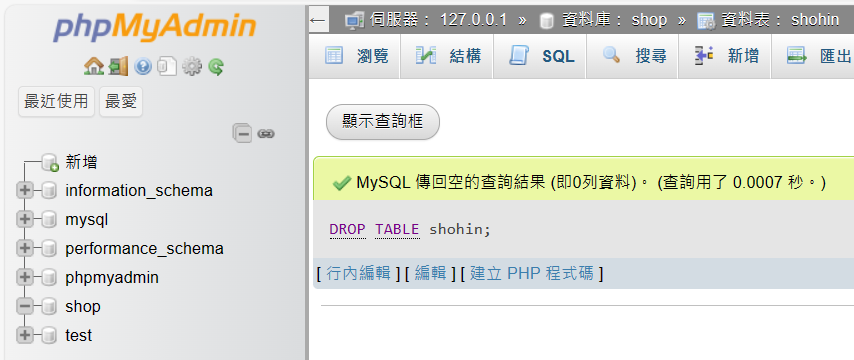 phpMyAdmin
最近使用 最愛
新增
information_schema
mysql
performance_schema
phpmyadmin
shop
test
伺服器： 127.0.0.1 » 資料庫： shop » 資料表： shohin
瀏覽 結構 SQL 搜尋 新增 匯出
顯示查詢框
MySQL 傳回空的查詢結果 (即0列資料)。 (查詢用了 0.0007 秒。)
DROP TABLE shohin;
[ 行內編輯 ] [ 編輯 ] [ 建立 PHP 程式碼 ]